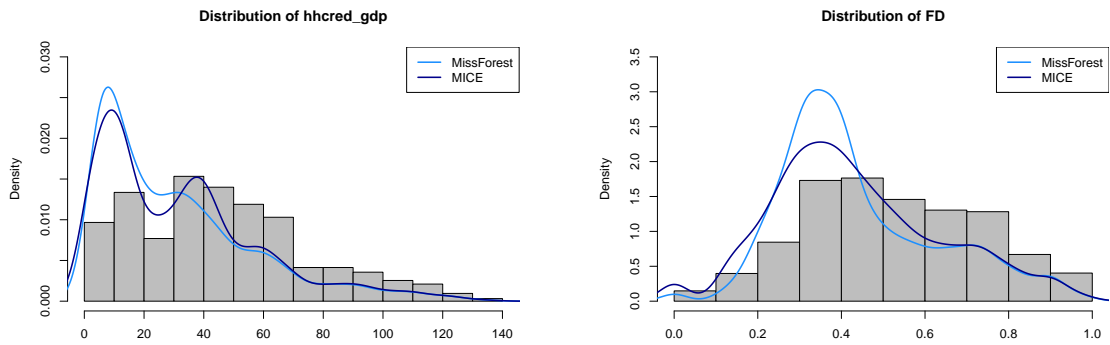 Distribution of hhcred_gdp
Density
0.030
0.020
0.010
0.000
MissForest
MICE
0 20 40 60 80 100 120 140
Distribution of FD
Density
3.5
3.0
2.5
2.0
1.5
1.0
0.5
0.0
MissForest
MICE
0.0 0.2 0.4 0.6 0.8 1.0